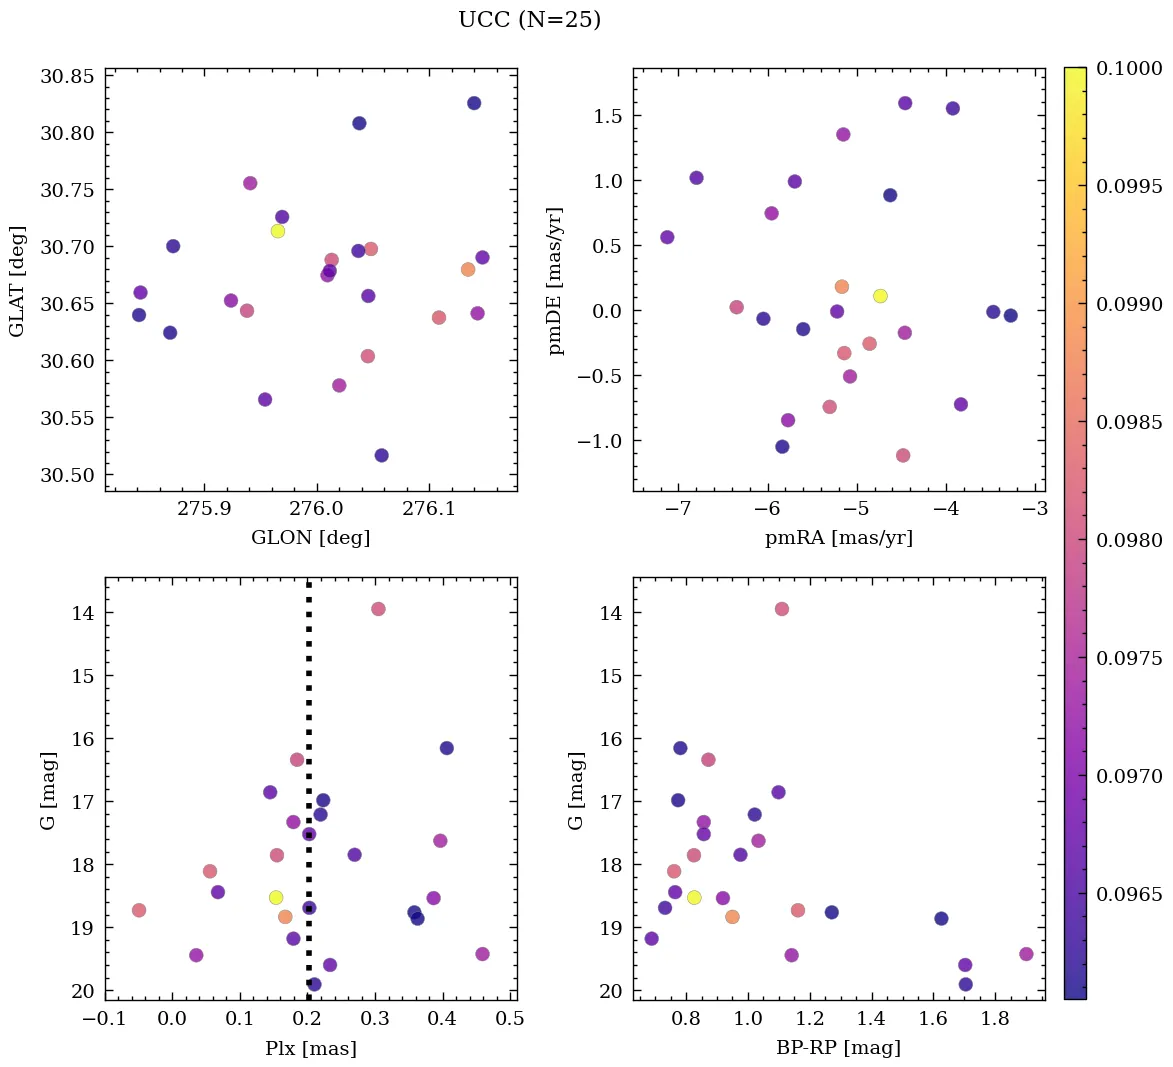 UCC (N=25)
30.85
30.80
30.75
30.70
30.65
30.60
30.55
30.50
GLAT [deg]
275.9 276.0 276.1
GLON [deg]
1.5
1.0
0.5
0.0
−0.5
−1.0
pmDE [mas/yr]
−7 −6 −5 −4 −3
pmRA [mas/yr]
14
15
16
17
18
19
20
G [mag]
−0.1 0.0 0.1 0.2 0.3 0.4 0.5
Plx [mas]
14
15
16
17
18
19
20
G [mag]
0.8 1.0 1.2 1.4 1.6 1.8
BP-RP [mag]
0.1000
0.0995
0.0990
0.0985
0.0980
0.0975
0.0970
0.0965